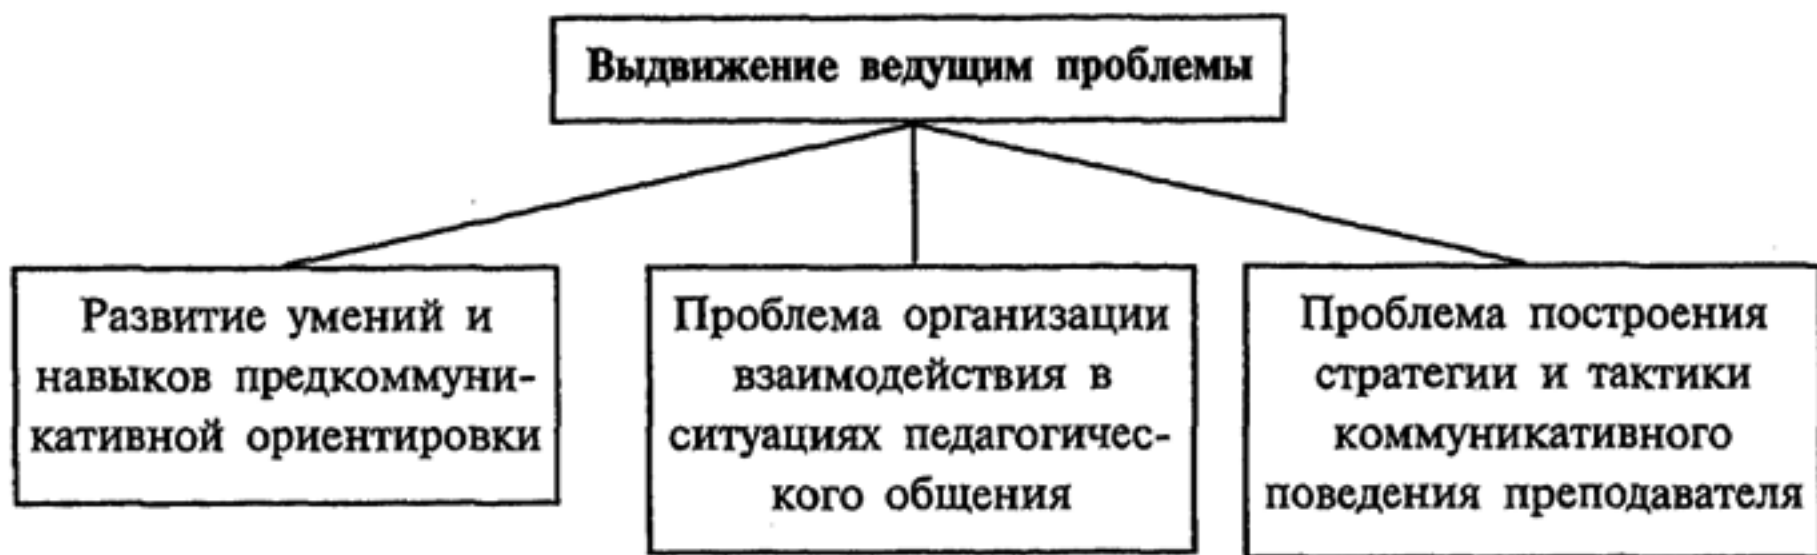 Выдвижение ведущим проблемы
Развитие умений и
навыков предкоммуни-
кативной ориентировки
Проблема организации
взаимодействия в
ситуациях педагогичес-
кого общения
Проблема построения
стратегии и тактики
коммуникативного
поведения преподавателя